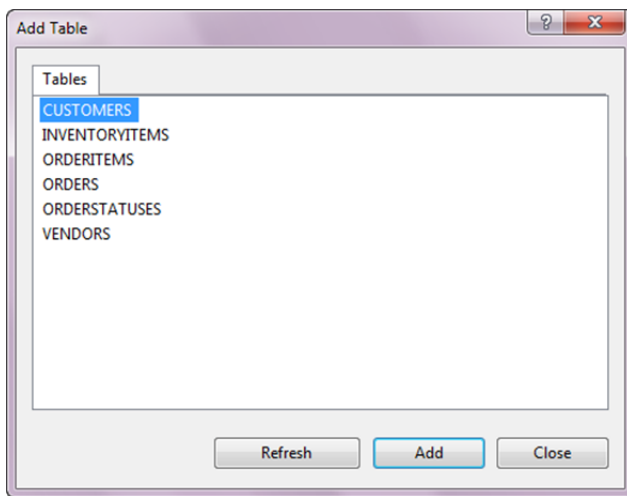 Add Table
?
Tables
CUSTOMERS
INVENTORYITEMS
ORDERITEMS
ORDERS
ORDERSTATUSES
VENDORS
Refresh Add Close